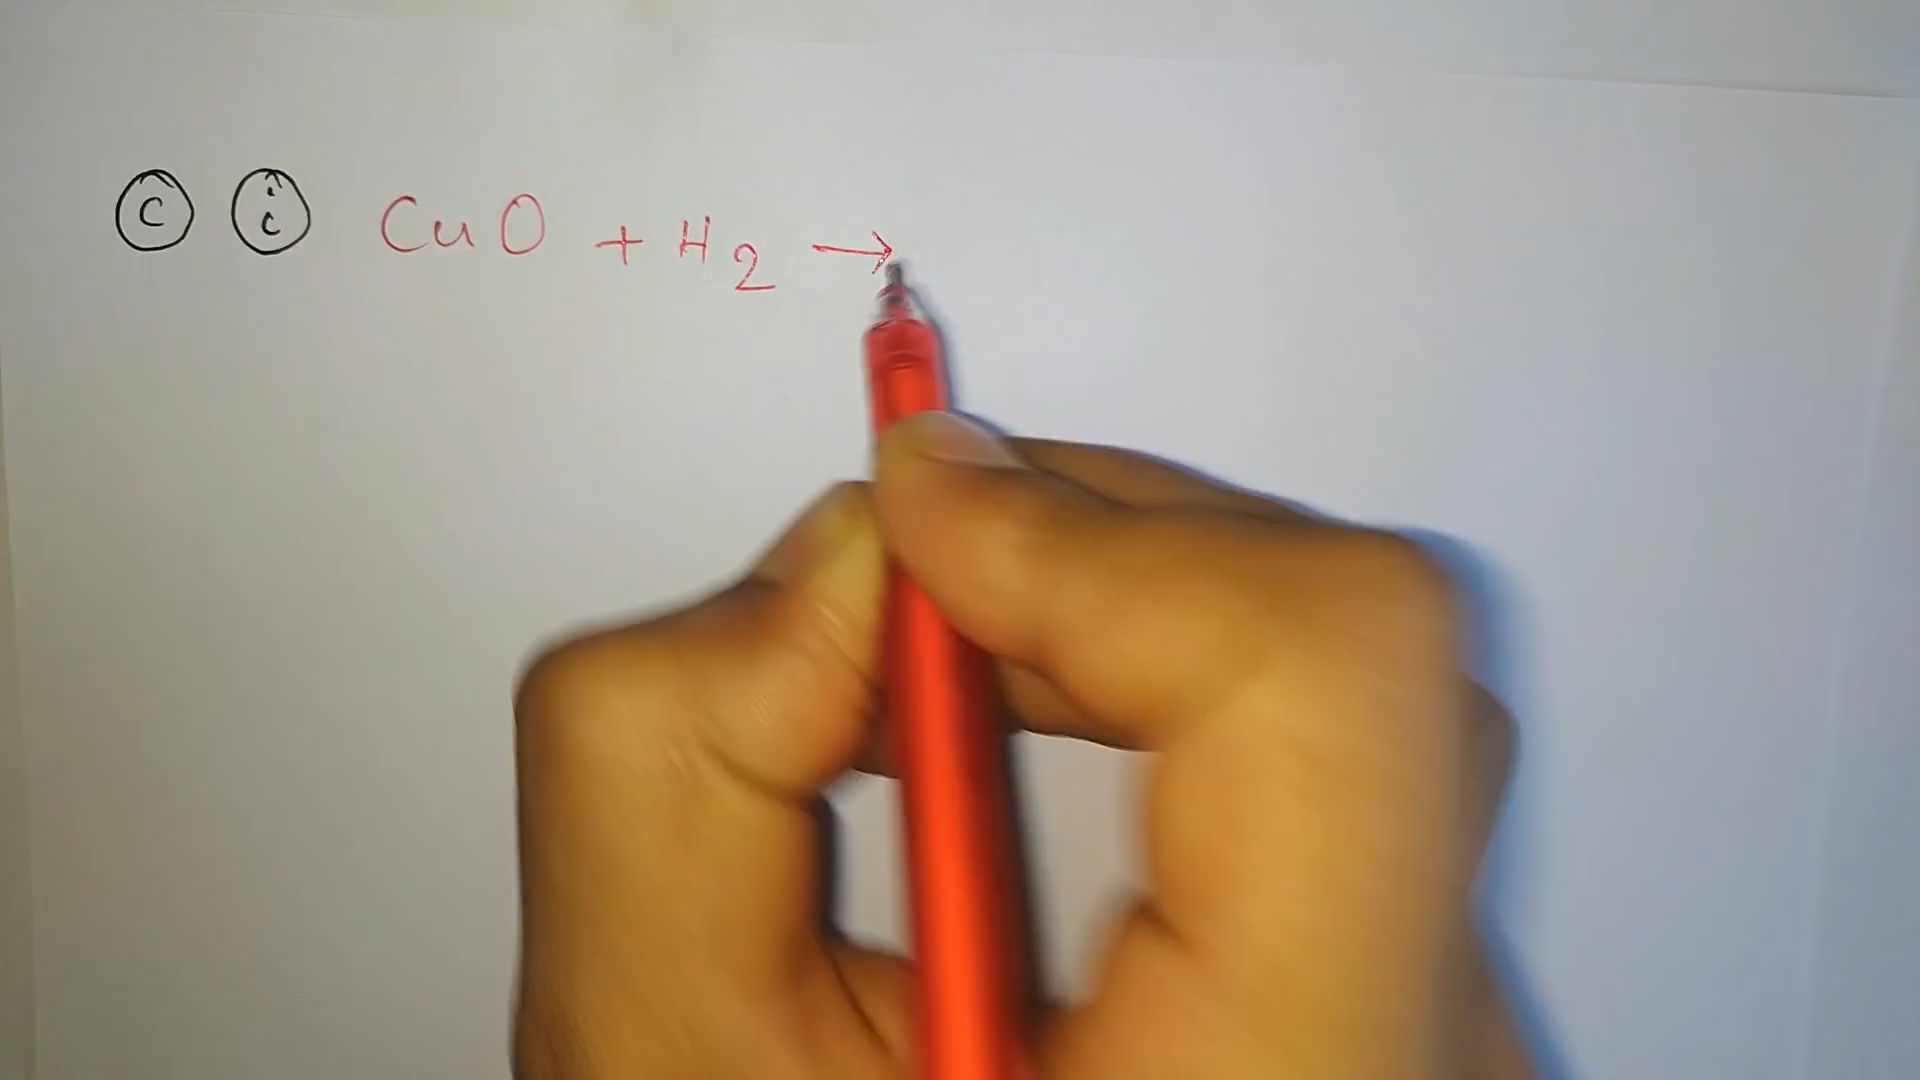 c i CuO + H2 →